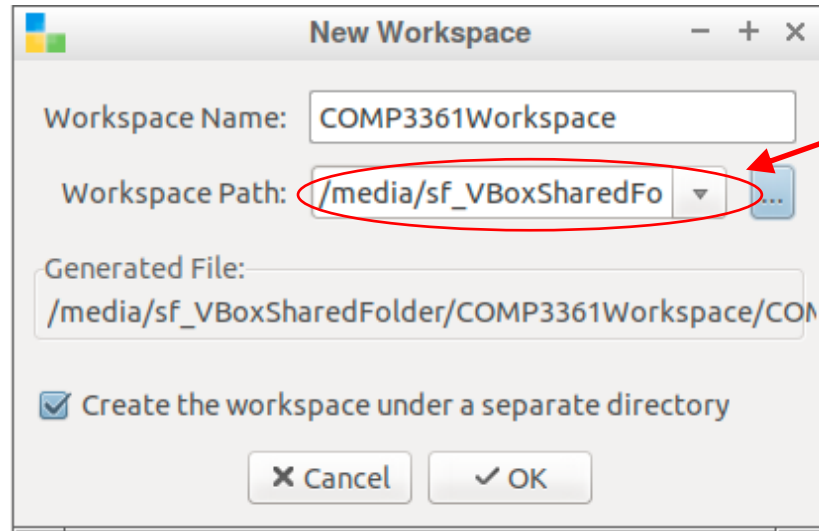 New Workspace
Workspace Name: COMP3361Workspace
Workspace Path: /media/sf_VBoxSharedFo ...
Generated File:
/media/sf_VBoxSharedFolder/COMP3361Workspace/COM
Create the workspace under a separate directory
Cancel OK